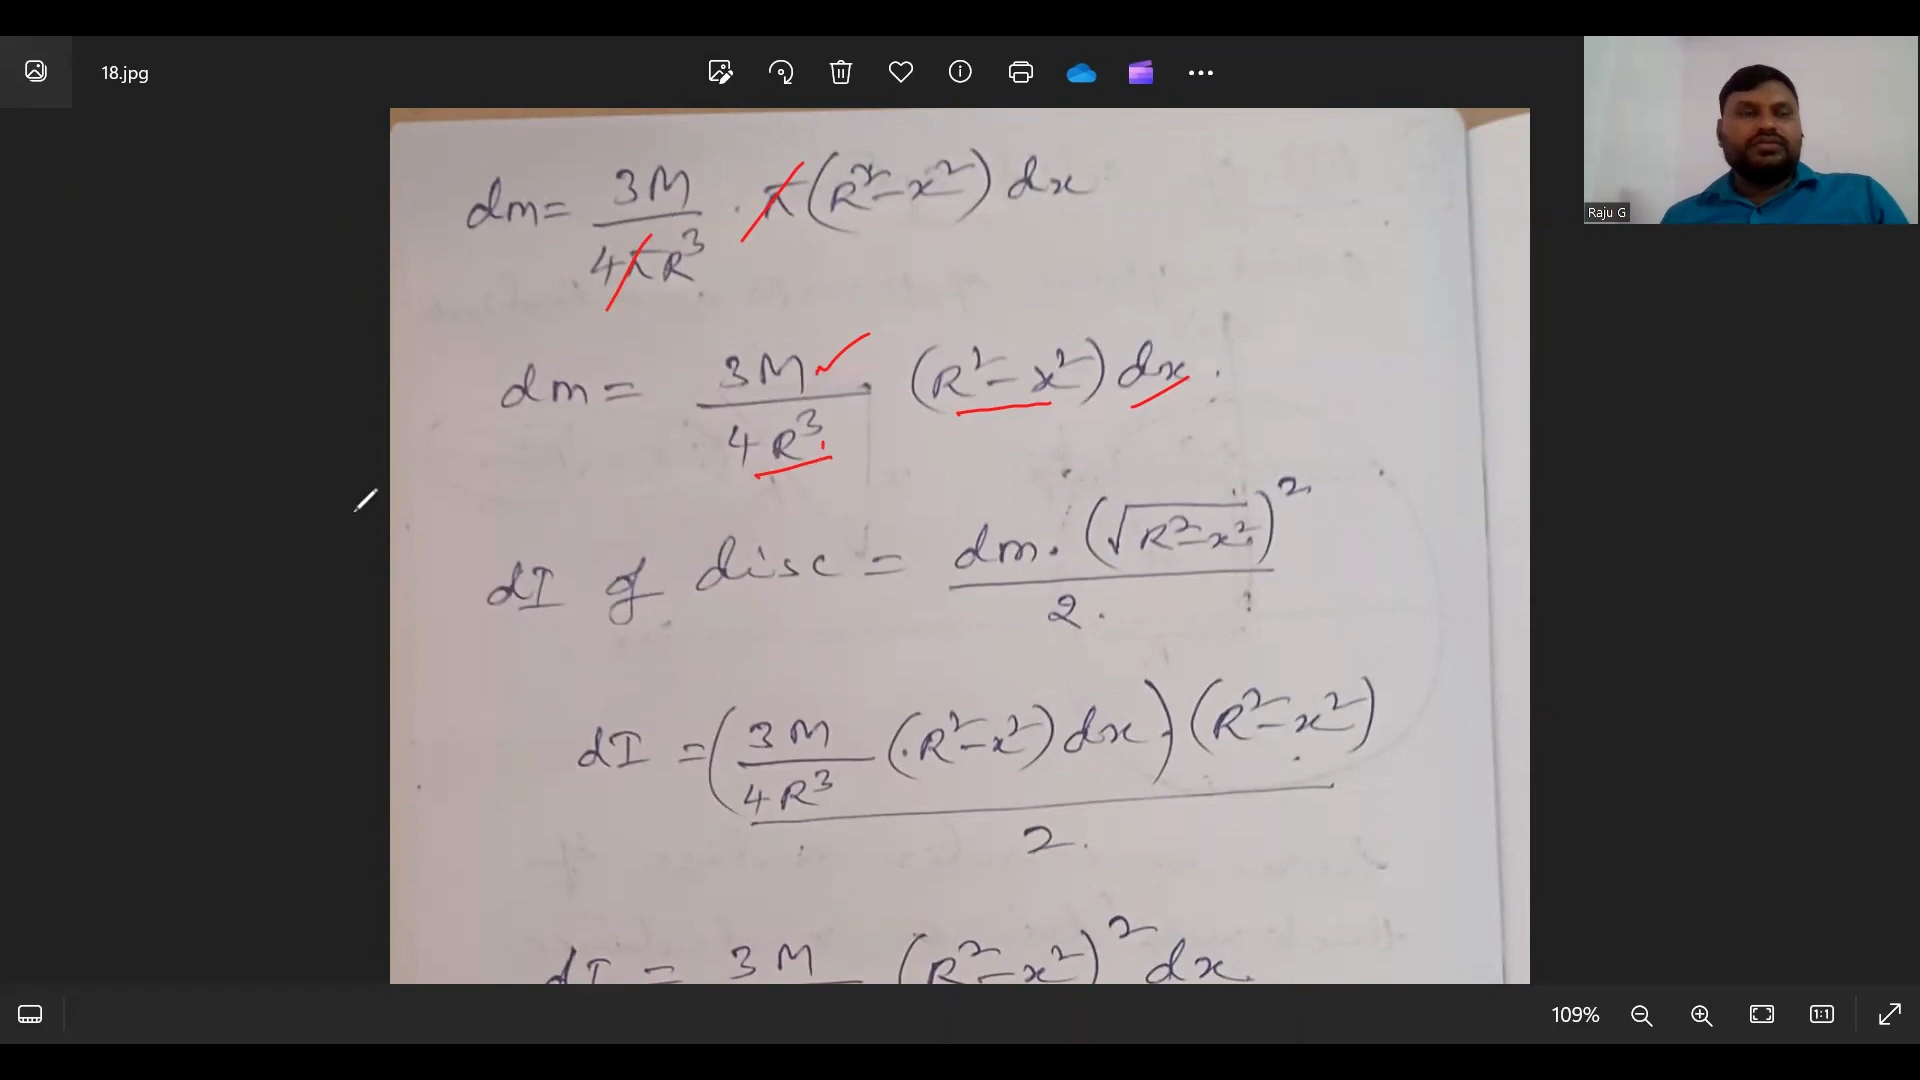 18.jpg
Raju G
dm = 3M / 4πR³ · π(R² − x²) dx
dm = 3M / 4R³ (R² − x²) dx
dI of disc = dm · (√(R² − x²))² / 2
dI = (3M / 4R³ (R² − x²) dx) (R² − x²) / 2
dI = 3M (R² − x²)² dx
109%
1:1